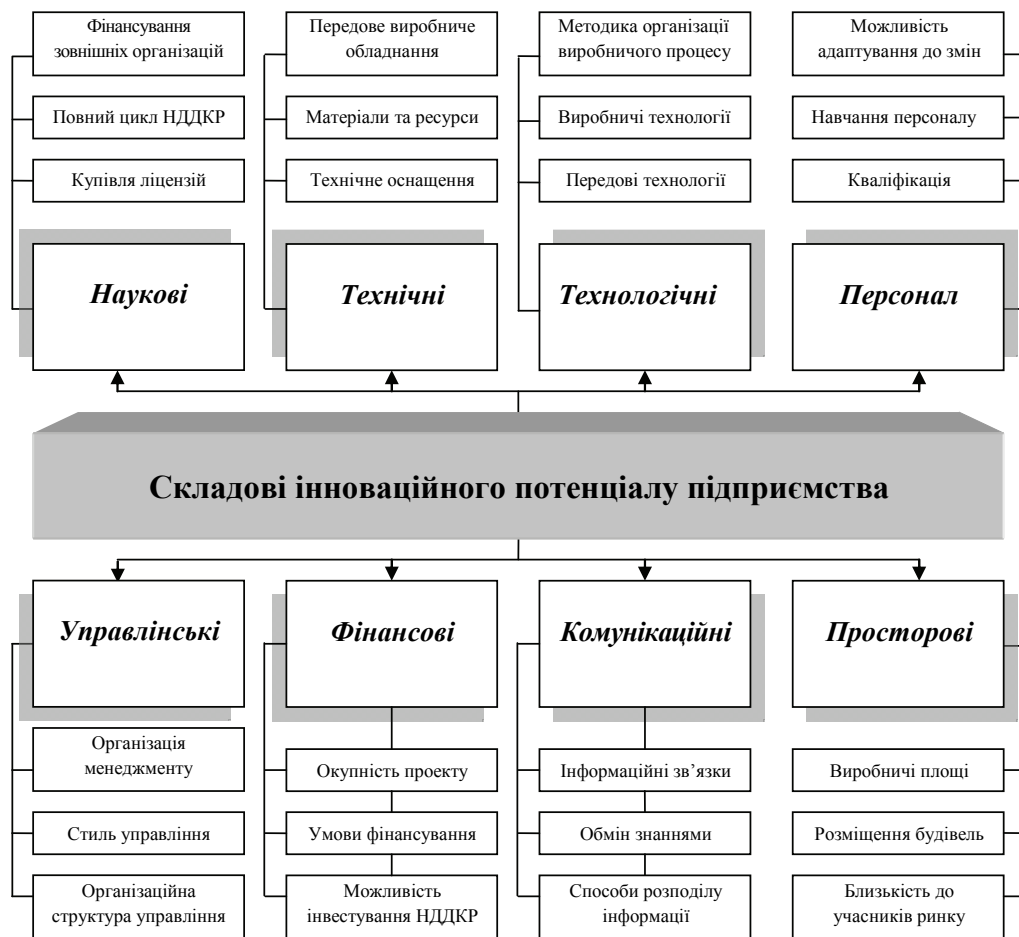 Фінансування
зовнішніх організацій
Передове виробниче
обладнання
Методика організації
виробничого процесу
Можливість
адаптування до змін
Повний цикл НДДКР
Матеріали та ресурси
Виробничі технології
Навчання персоналу
Купівля ліцензій
Технічне оснащення
Передові технології
Кваліфікація
Наукові
Технічні
Технологічні
Персонал
Складові інноваційного потенціалу підприємства
Управлінські
Фінансові
Комунікаційні
Просторові
Організація
менеджменту
Окупність проекту
Інформаційні зв’язки
Виробничі площі
Стиль управління
Умови фінансування
Обмін знаннями
Розміщення будівель
Організаційна
структура управління
Можливість
інвестування НДДКР
Способи розподілу
інформації
Близькість до
учасників ринку